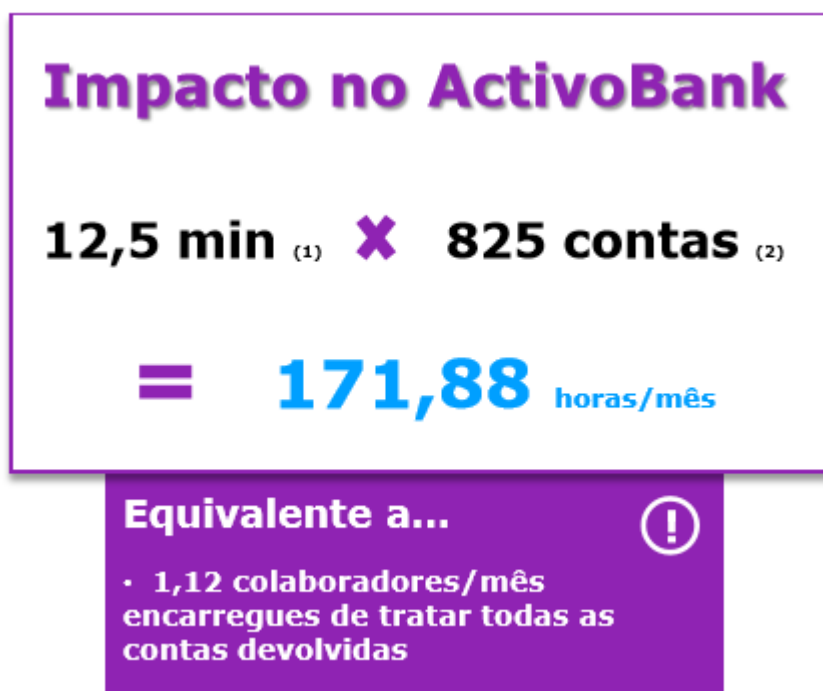 Impacto no ActivoBank
12,5 min (1) ✖ 825 contas (2)
= 171,88 horas/mês
Equivalente a...
· 1,12 colaboradores/mês
encarregues de tratar todas as
contas devolvidas